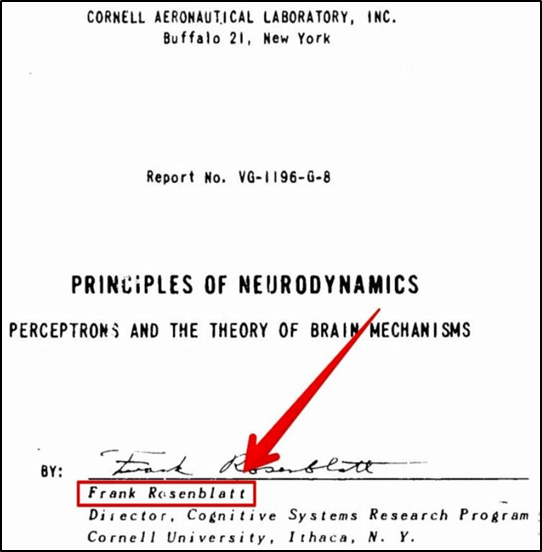 CORNELL AERONAUTICAL LABORATORY, INC.
Buffalo 21, New York
Report No. VG-1196-G-8
PRINCIPLES OF NEURODYNAMICS
PERCEPTRONS AND THE THEORY OF BRAIN MECHANISMS
BY: Frank Rosenblatt
Frank Rosenblatt
Director, Cognitive Systems Research Program
Cornell University, Ithaca, N. Y.